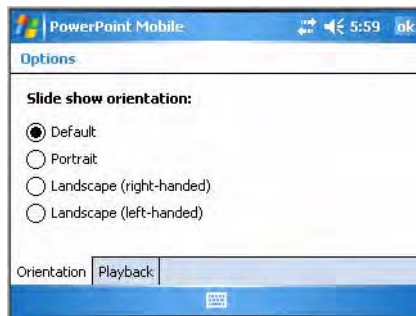 PowerPoint Mobile 5:59 ok
Options
Slide show orientation:
Default
Portrait
Landscape (right-handed)
Landscape (left-handed)
Orientation Playback